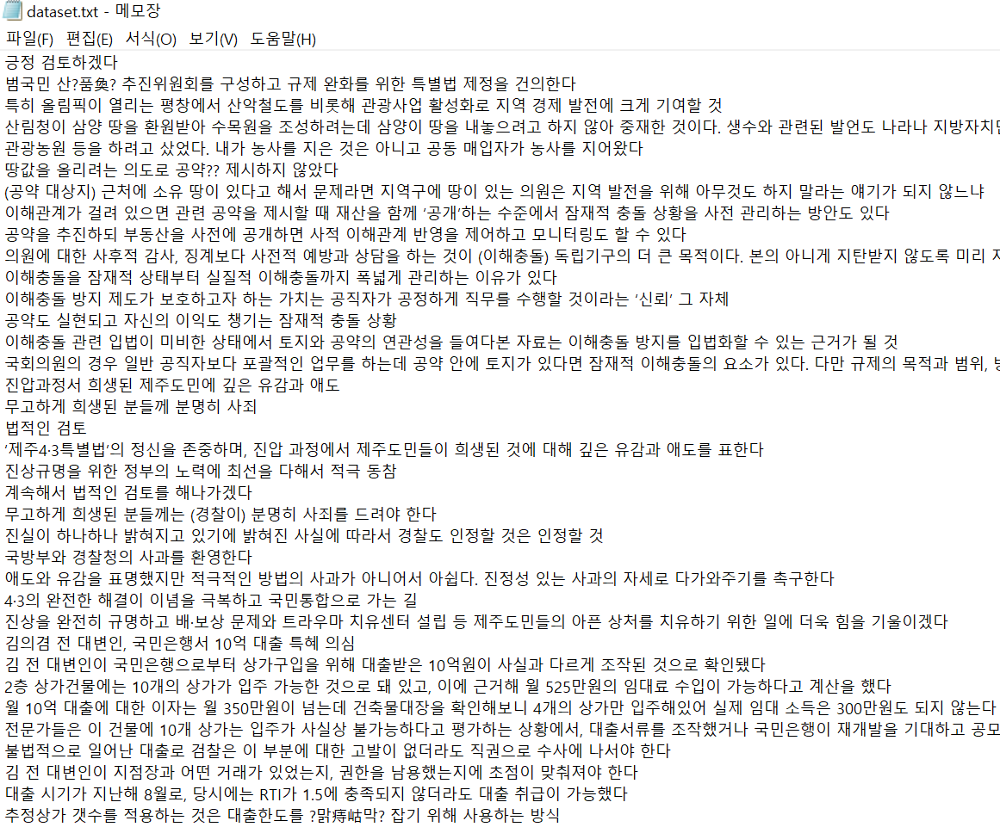 dataset.txt - 메모장
파일(F) 편집(E) 서식(O) 보기(V) 도움말(H)
긍정 검토하겠다
범국민 산?품奐? 추진위원회를 구성하고 규제 완화를 위한 특별법 제정을 건의한다
특히 올림픽이 열리는 평창에서 산악철도를 비롯해 관광사업 활성화로 지역 경제 발전에 크게 기여할 것
산림청이 삼양 땅을 환원받아 수목원을 조성하려는데 삼양이 땅을 내놓으려고 하지 않아 중재한 것이다. 생수와 관련된 발언도 나라나 지방자치단
관광농원 등을 하려고 샀었다. 내가 농사를 지은 것은 아니고 공동 매입자가 농사를 지어왔다
땅값을 올리려는 의도로 공약?? 제시하지 않았다
(공약 대상지) 근처에 소유 땅이 있다고 해서 문제라면 지역구에 땅이 있는 의원은 지역 발전을 위해 아무것도 하지 말라는 얘기가 되지 않느냐
이해관계가 걸려 있으면 관련 공약을 제시할 때 재산을 함께 ‘공개’하는 수준에서 잠재적 충돌 상황을 사전 관리하는 방안도 있다
공약을 추진하되 부동산을 사전에 공개하면 사적 이해관계 반영을 제어하고 모니터링도 할 수 있다
의원에 대한 사후적 감사, 징계보다 사전적 예방과 상담을 하는 것이 (이해충돌) 독립기구의 더 큰 목적이다. 본의 아니게 지탄받지 않도록 미리
이해충돌을 잠재적 상태부터 실질적 이해충돌까지 폭넓게 관리하는 이유가 있다
이해충돌 방지 제도가 보호하고자 하는 가치는 공직자가 공정하게 직무를 수행할 것이라는 ‘신뢰’ 그 자체
공약도 실현되고 자신의 이익도 챙기는 잠재적 충돌 상황
이해충돌 관련 입법이 미비한 상태에서 토지와 공약의 연관성을 들여다본 자료는 이해충돌 방지를 입법화할 수 있는 근거가 될 것
국회의원의 경우 일반 공직자보다 포괄적인 업무를 하는데 공약 안에 토지가 있다면 잠재적 이해충돌의 요소가 있다. 다만 규제의 목적과 범위,
진압과정서 희생된 제주도민에 깊은 유감과 애도
무고하게 희생된 분들께 분명히 사죄
법적인 검토
‘제주4·3특별법’의 정신을 존중하며, 진압 과정에서 제주도민들이 희생된 것에 대해 깊은 유감과 애도를 표한다
진상규명을 위한 정부의 노력에 최선을 다해서 적극 동참
계속해서 법적인 검토를 해나가겠다
무고하게 희생된 분들께는 (경찰이) 분명히 사죄를 드려야 한다
진실이 하나하나 밝혀지고 있기에 밝혀진 사실에 따라서 경찰도 인정할 것은 인정할 것
국방부와 경찰청의 사과를 환영한다
애도와 유감을 표명했지만 적극적인 방법의 사과가 아니어서 아쉽다. 진정성 있는 사과의 자세로 다가와주기를 촉구한다
4·3의 완전한 해결이 이념을 극복하고 국민통합으로 가는 길
진상을 완전히 규명하고 배·보상 문제와 트라우마 치유센터 설립 등 제주도민들의 아픈 상처를 치유하기 위한 일에 더욱 힘을 기울이겠다
김의겸 전 대변인, 국민은행서 10억 대출 특혜 의심
김 전 대변인이 국민은행으로부터 상가구입을 위해 대출받은 10억원이 사실과 다르게 조작된 것으로 확인됐다
2층 상가건물에는 10개의 상가가 입주 가능한 것으로 돼 있고, 이에 근거해 월 525만원의 임대료 수입이 가능하다고 계산을 했다
월 10억 대출에 대한 이자는 월 350만원이 넘는데 건축물대장을 확인해보니 4개의 상가만 입주해있어 실제 임대 소득은 300만원도 되지 않는다
전문가들은 이 건물에 10개 상가는 입주가 사실상 불가능하다고 평가하는 상황에서, 대출서류를 조작했거나 국민은행이 재개발을 기대하고 공모
불법적으로 일어난 대출로 검찰은 이 부분에 대한 고발이 없더라도 직권으로 수사에 나서야 한다
김 전 대변인이 지점장과 어떤 거래가 있었는지, 권한을 남용했는지에 초점이 맞춰져야 한다
대출 시기가 지난해 8월로, 당시에는 RTI가 1.5에 충족되지 않더라도 대출 취급이 가능했다
추정상가 갯수를 적용하는 것은 대출한도를 ?맑痔岵막? 잡기 위해 사용하는 방식